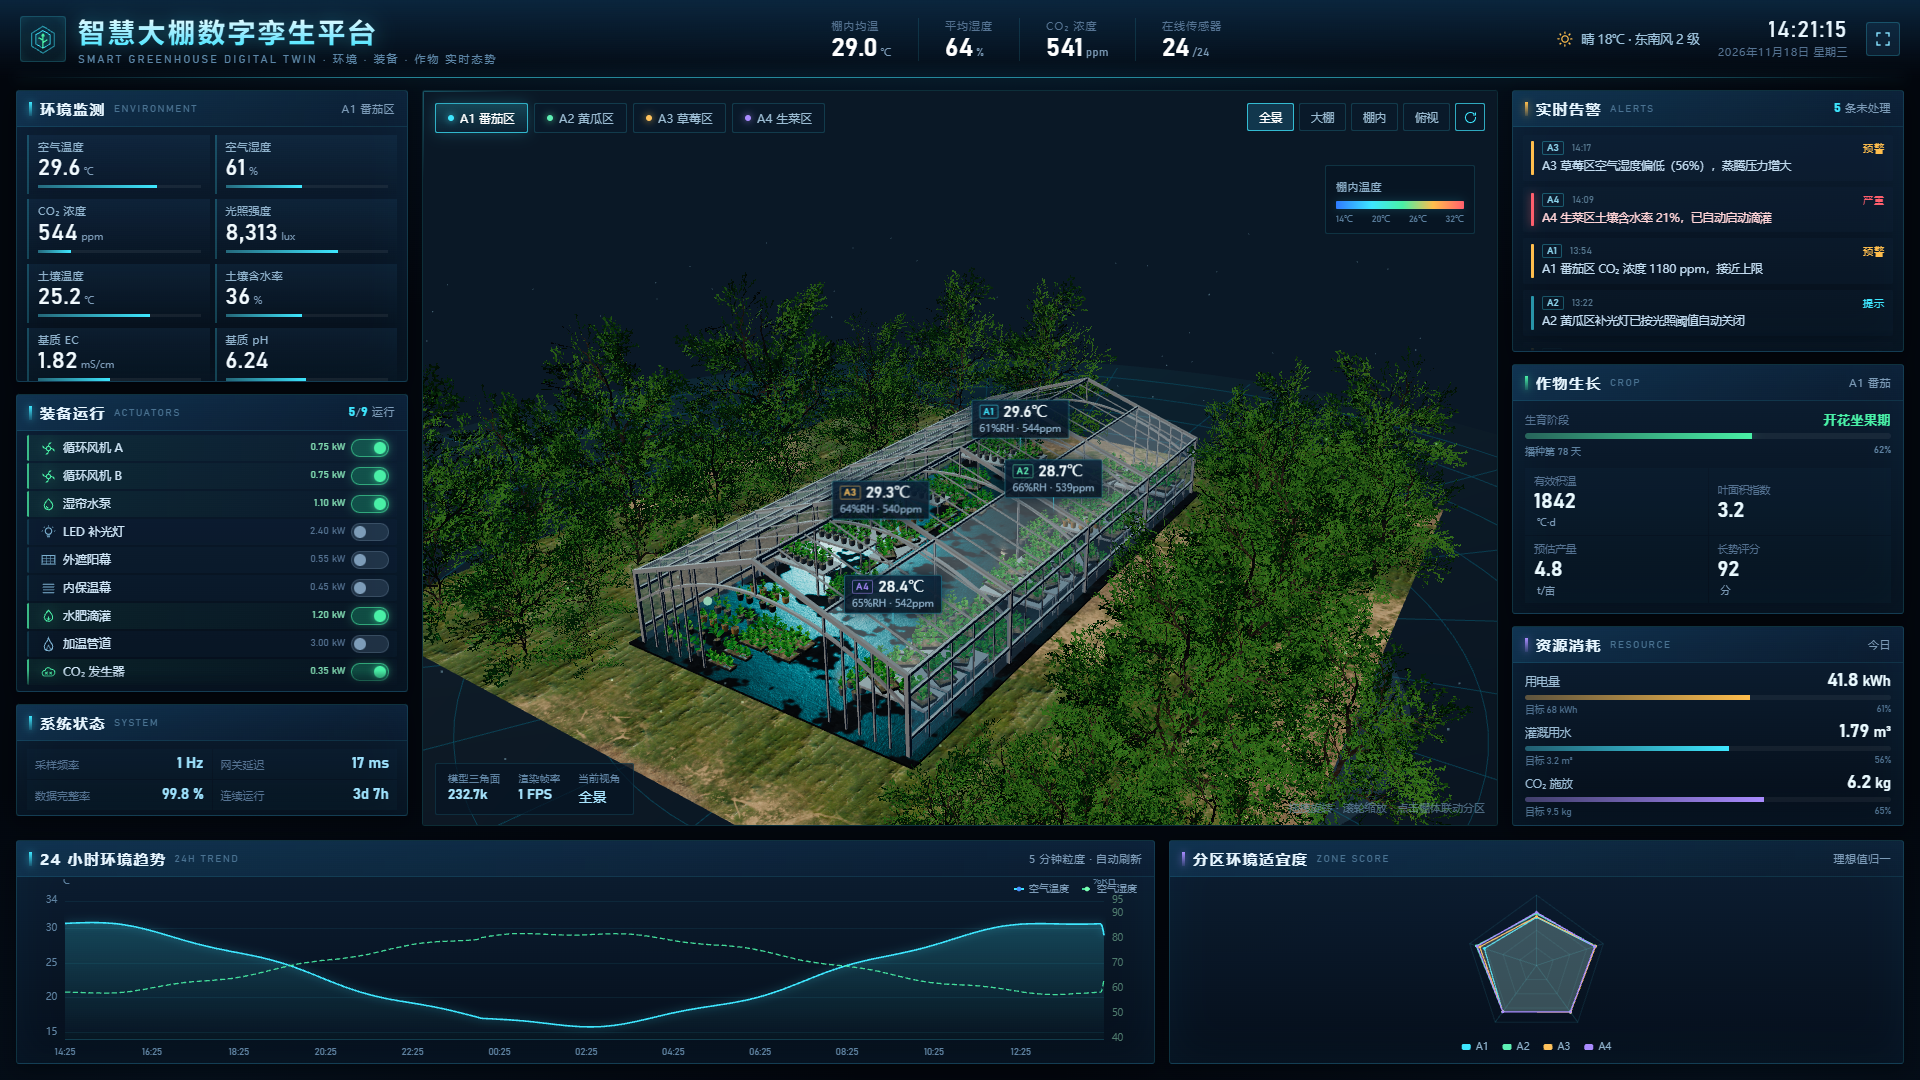 智慧大棚数字孪生平台
SMART GREENHOUSE DIGITAL TWIN · 环境 · 装备 · 作物 实时态势
棚内均温
29.0 ℃
平均湿度
64 %
CO₂ 浓度
541 ppm
在线传感器
24 /24
晴 18℃ · 东南风 2 级
14:21:15
2026年11月18日 星期三
环境监测 ENVIRONMENT A1 番茄区
空气温度
29.6 ℃
空气湿度
61 %
CO₂ 浓度
544 ppm
光照强度
8,313 lux
土壤温度
25.2 ℃
土壤含水率
36 %
基质 EC
1.82 mS/cm
基质 pH
6.24
装备运行 ACTUATORS 5/9 运行
循环风机 A 0.75 kW
循环风机 B 0.75 kW
湿帘水泵 1.10 kW
LED 补光灯 2.40 kW
外遮阳幕 0.55 kW
内保温幕 0.45 kW
水肥滴灌 1.20 kW
加温管道 3.00 kW
CO₂ 发生器 0.35 kW
系统状态 SYSTEM
采样频率 1 Hz 网关延迟 17 ms
数据完整率 99.8 % 连续运行 3d 7h
A1 番茄区 A2 黄瓜区 A3 草莓区 A4 生菜区
全景 大棚 棚内 俯视
棚内温度
14℃ 20℃ 26℃ 32℃
A1 29.6℃
61%RH · 544ppm
A2 28.7℃
66%RH · 539ppm
A3 29.3℃
64%RH · 540ppm
A4 28.4℃
65%RH · 542ppm
模型三角面
232.7k
渲染帧率
1 FPS
当前视角
全景
滚轮缩放
实时告警 ALERTS 5 条未处理
A3 14:17 预警
A3 草莓区空气湿度偏低（56%），蒸腾压力增大
A4 14:09 严重
A4 生菜区土壤含水率 21%，已自动启动滴灌
A1 13:54 预警
A1 番茄区 CO₂ 浓度 1180 ppm，接近上限
A2 13:22 提示
A2 黄瓜区补光灯已按光照阈值自动关闭
作物生长 CROP A1 番茄
生育阶段 开花坐果期
播种第 78 天 62%
有效积温
1842
℃·d
叶面积指数
3.2
预估产量
4.8
t/亩
长势评分
92
分
资源消耗 RESOURCE 今日
用电量 41.8 kWh
目标 68 kWh 61%
灌溉用水 1.79 m³
目标 3.2 m³ 56%
CO₂ 施放 6.2 kg
目标 9.5 kg 65%
24 小时环境趋势 24H TREND 5 分钟粒度 · 自动刷新
空气温度 空气湿度
34
30
25
20
15
95
90
80
70
60
50
40
14:25 16:25 18:25 20:25 22:25 00:25 02:25 04:25 06:25 08:25 10:25 12:25
分区环境适宜度 ZONE SCORE 理想值归一
A1 A2 A3 A4